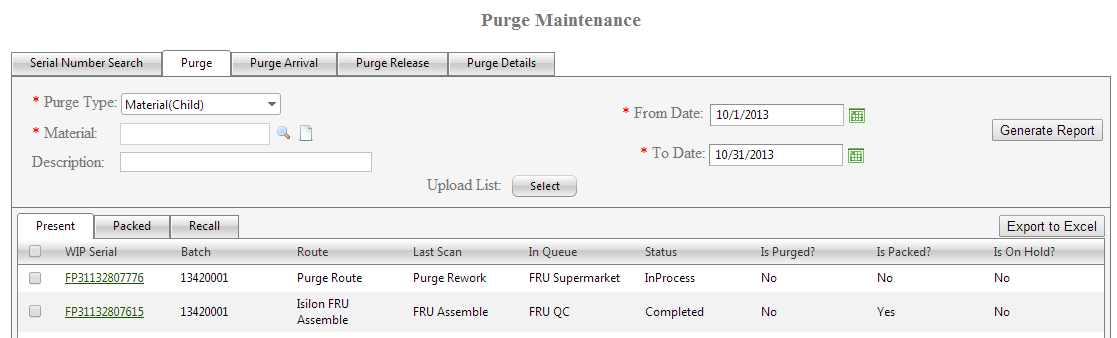 Purge Maintenance
Serial Number Search Purge Purge Arrival Purge Release Purge Details
* Purge Type: Material(Child)
* From Date: 10/1/2013
* Material:
Generate Report
* To Date: 10/31/2013
Description:
Upload List: Select
Present Packed Recall Export to Excel
WIP Serial Batch Route Last Scan In Queue Status Is Purged? Is Packed? Is On Hold?
FP31132807776 13420001 Purge Route Purge Rework FRU Supermarket InProcess No No No
FP31132807615 13420001 Isilon FRU Assemble FRU Assemble FRU QC Completed No Yes No